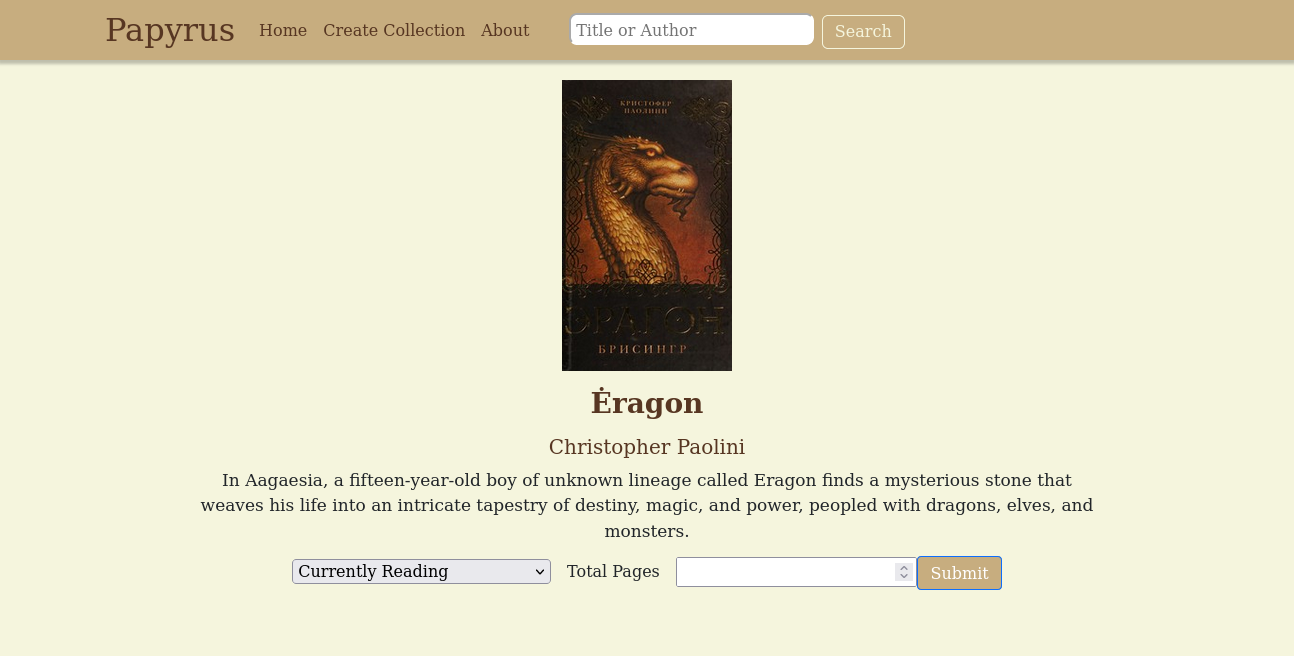 Papyrus Home Create Collection About Title or Author Search
КРИСТОФЕР
ПАОЛИНИ
ЭРАГОН
БРИСИНГР
Ėragon
Christopher Paolini
In Aagaesia, a fifteen-year-old boy of unknown lineage called Eragon finds a mysterious stone that
weaves his life into an intricate tapestry of destiny, magic, and power, peopled with dragons, elves, and
monsters.
Currently Reading Total Pages Submit